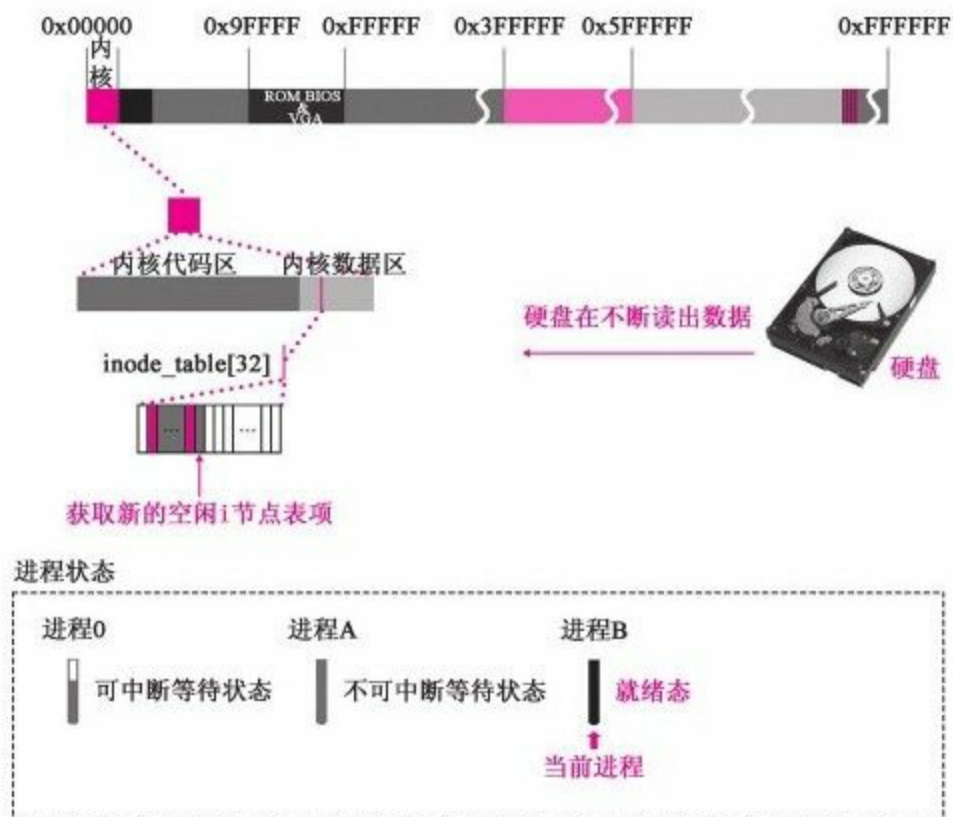 0x00000 0x9FFFF 0xFFFFF 0x3FFFFF 0x5FFFFF 0xFFFFFF
内
核
ROM BIOS
&
VGA
内核代码区 内核数据区
硬盘在不断读出数据
硬盘
inode_table[32]
...
...
获取新的空闲i节点表项
进程状态
进程0 进程A 进程B
可中断等待状态 不可中断等待状态 就绪态
当前进程